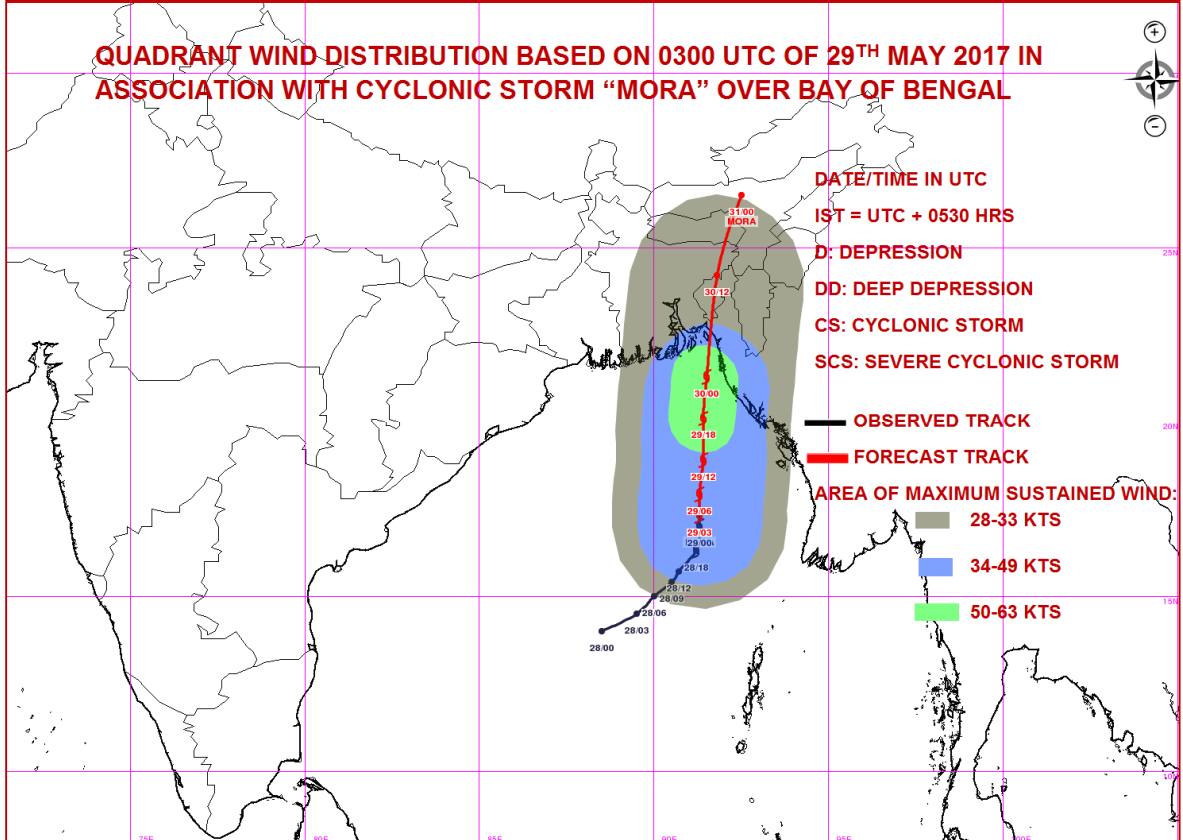 QUADRANT WIND DISTRIBUTION BASED ON 0300 UTC OF 29TH MAY 2017 IN
ASSOCIATION WITH CYCLONIC STORM “MORA” OVER BAY OF BENGAL
+
−
DATE/TIME IN UTC
IST = UTC + 0530 HRS
D: DEPRESSION
DD: DEEP DEPRESSION
CS: CYCLONIC STORM
SCS: SEVERE CYCLONIC STORM
OBSERVED TRACK
FORECAST TRACK
AREA OF MAXIMUM SUSTAINED WIND:
28-33 KTS
34-49 KTS
50-63 KTS
31/00
MORA
30/12
30/00
29/18
29/12
29/06
29/03
29/00
28/18
28/12
28/09
28/06
28/03
28/00
25N
20N
15N
10N
75E
80E
85E
90E
95E
100E